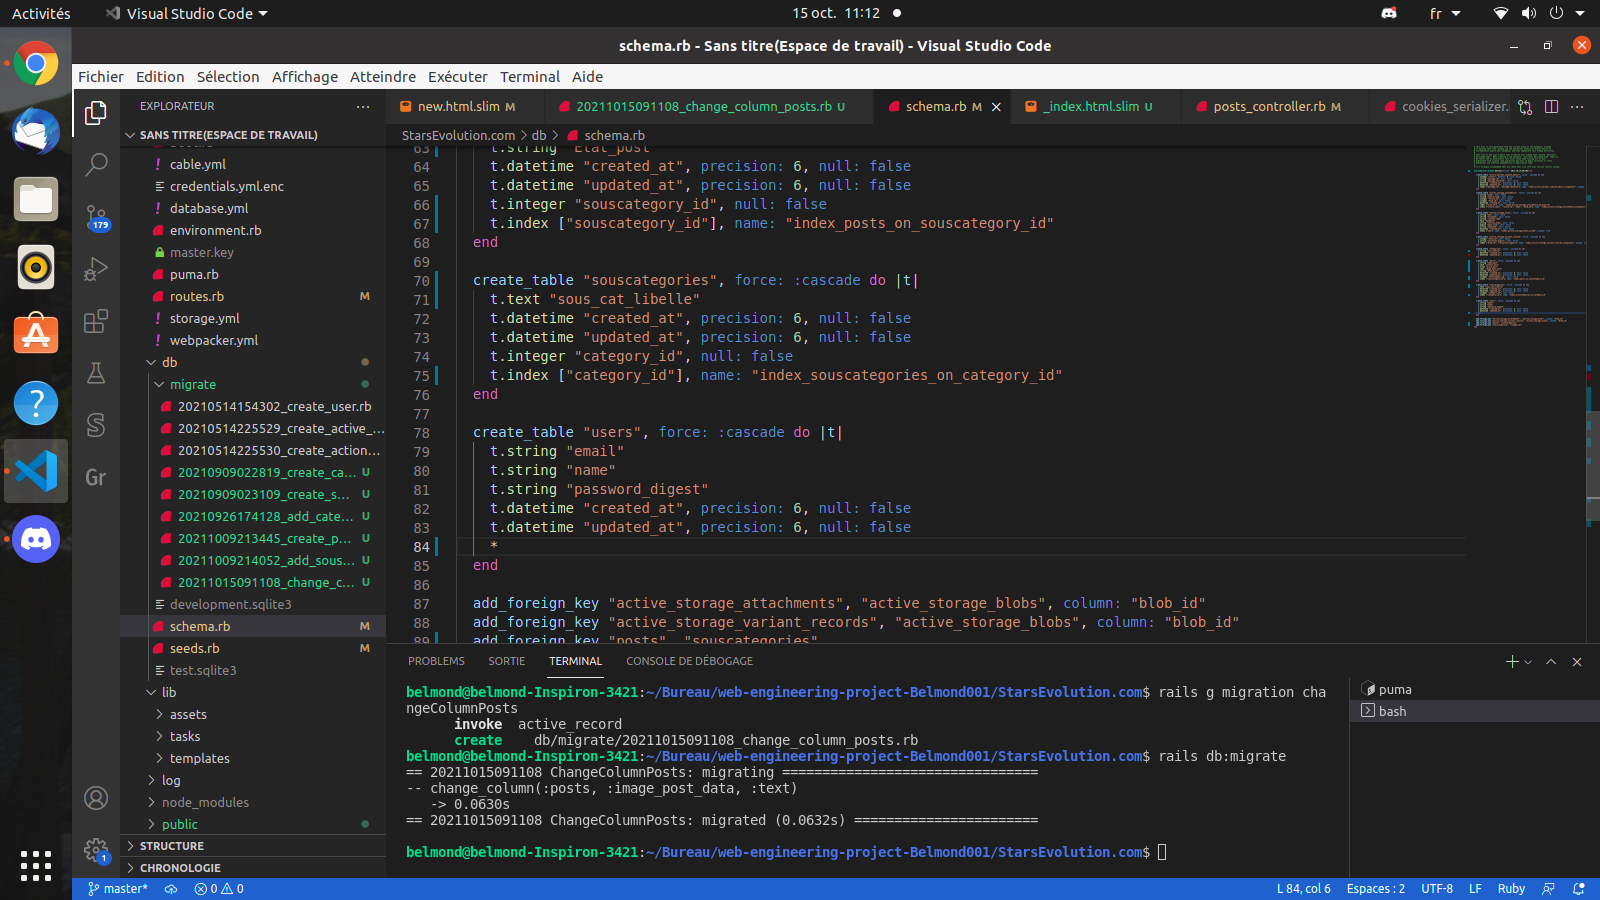 Activités
Visual Studio Code
15 oct. 11:12
fr
schema.rb - Sans titre(Espace de travail) - Visual Studio Code
Fichier Edition Sélection Affichage Atteindre Exécuter Terminal Aide
EXPLORATEUR
new.html.slim M
20211015091108_change_column_posts.rb U
schema.rb M
_index.html.slim U
posts_controller.rb M
cookies_serializer.
SANS TITRE(ESPACE DE TRAVAIL)
StarsEvolution.com > db > schema.rb
cable.yml
credentials.yml.enc
database.yml
environment.rb
master.key
puma.rb
routes.rb M
storage.yml
webpacker.yml
db
migrate
20210514154302_create_user.rb
20210514225529_create_active_...
20210514225530_create_action...
20210909022819_create_ca... U
20210909023109_create_s... U
20210926174128_add_cate... U
20211009213445_create_p... U
20211009214052_add_sous... U
20211015091108_change_c... U
development.sqlite3
schema.rb M
seeds.rb M
test.sqlite3
lib
assets
tasks
templates
log
node_modules
public
STRUCTURE
CHRONOLOGIE
179
Gr
1
63 t.string "Etat_post"
64 t.datetime "created_at", precision: 6, null: false
65 t.datetime "updated_at", precision: 6, null: false
66 t.integer "souscategory_id", null: false
67 t.index ["souscategory_id"], name: "index_posts_on_souscategory_id"
68 end
69
70 create_table "souscategories", force: :cascade do |t|
71 t.text "sous_cat_libelle"
72 t.datetime "created_at", precision: 6, null: false
73 t.datetime "updated_at", precision: 6, null: false
74 t.integer "category_id", null: false
75 t.index ["category_id"], name: "index_souscategories_on_category_id"
76 end
77
78 create_table "users", force: :cascade do |t|
79 t.string "email"
80 t.string "name"
81 t.string "password_digest"
82 t.datetime "created_at", precision: 6, null: false
83 t.datetime "updated_at", precision: 6, null: false
84 *
85 end
86
87 add_foreign_key "active_storage_attachments", "active_storage_blobs", column: "blob_id"
88 add_foreign_key "active_storage_variant_records", "active_storage_blobs", column: "blob_id"
89 add_foreign_key "posts", "souscategories"
PROBLEMS SORTIE TERMINAL CONSOLE DE DÉBOGAGE
belmond@belmond-Inspiron-3421:~/Bureau/web-engineering-project-Belmond001/StarsEvolution.com$ rails g migration cha
ngeColumnPosts
invoke active_record
create db/migrate/20211015091108_change_column_posts.rb
belmond@belmond-Inspiron-3421:~/Bureau/web-engineering-project-Belmond001/StarsEvolution.com$ rails db:migrate
== 20211015091108 ChangeColumnPosts: migrating ================================
-- change_column(:posts, :image_post_data, :text)
-> 0.0630s
== 20211015091108 ChangeColumnPosts: migrated (0.0632s) =======================
belmond@belmond-Inspiron-3421:~/Bureau/web-engineering-project-Belmond001/StarsEvolution.com$
puma
bash
master* 0 0
L 84, col 6 Espaces : 2 UTF-8 LF Ruby